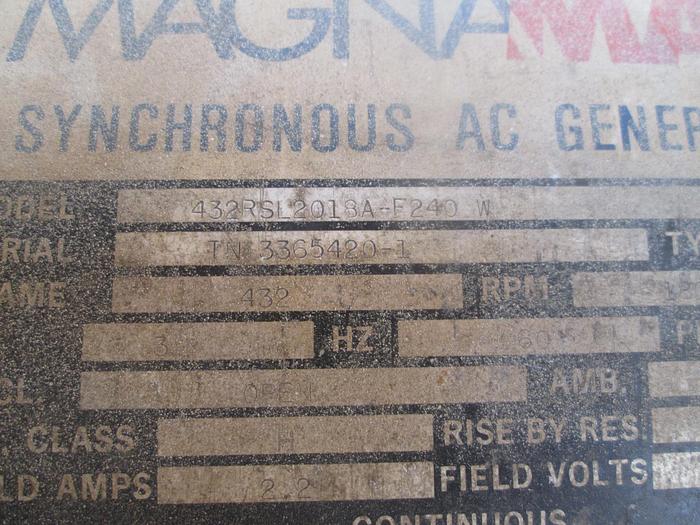 MAGNA
SYNCHRONOUS AC GENER
MODEL 432RSL2018A-F240 W
RIAL TN 3365420-1 TY
AME 432 RPM
3 HZ 60
CL. OPEN AMB.
. CLASS H RISE BY RES.
LD AMPS 2.2 FIELD VOLTS
CONTINUOUS